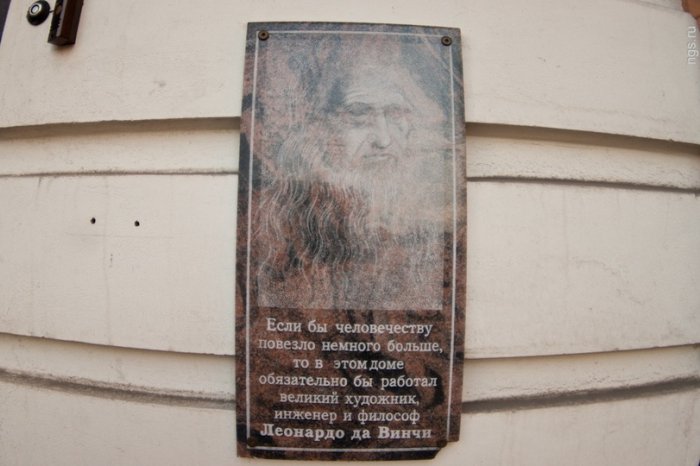 ngs.ru
Если бы человечеству
повезло немного больше,
то в этом доме
обязательно бы работал
великий художник,
инженер и философ
Леонардо да Винчи